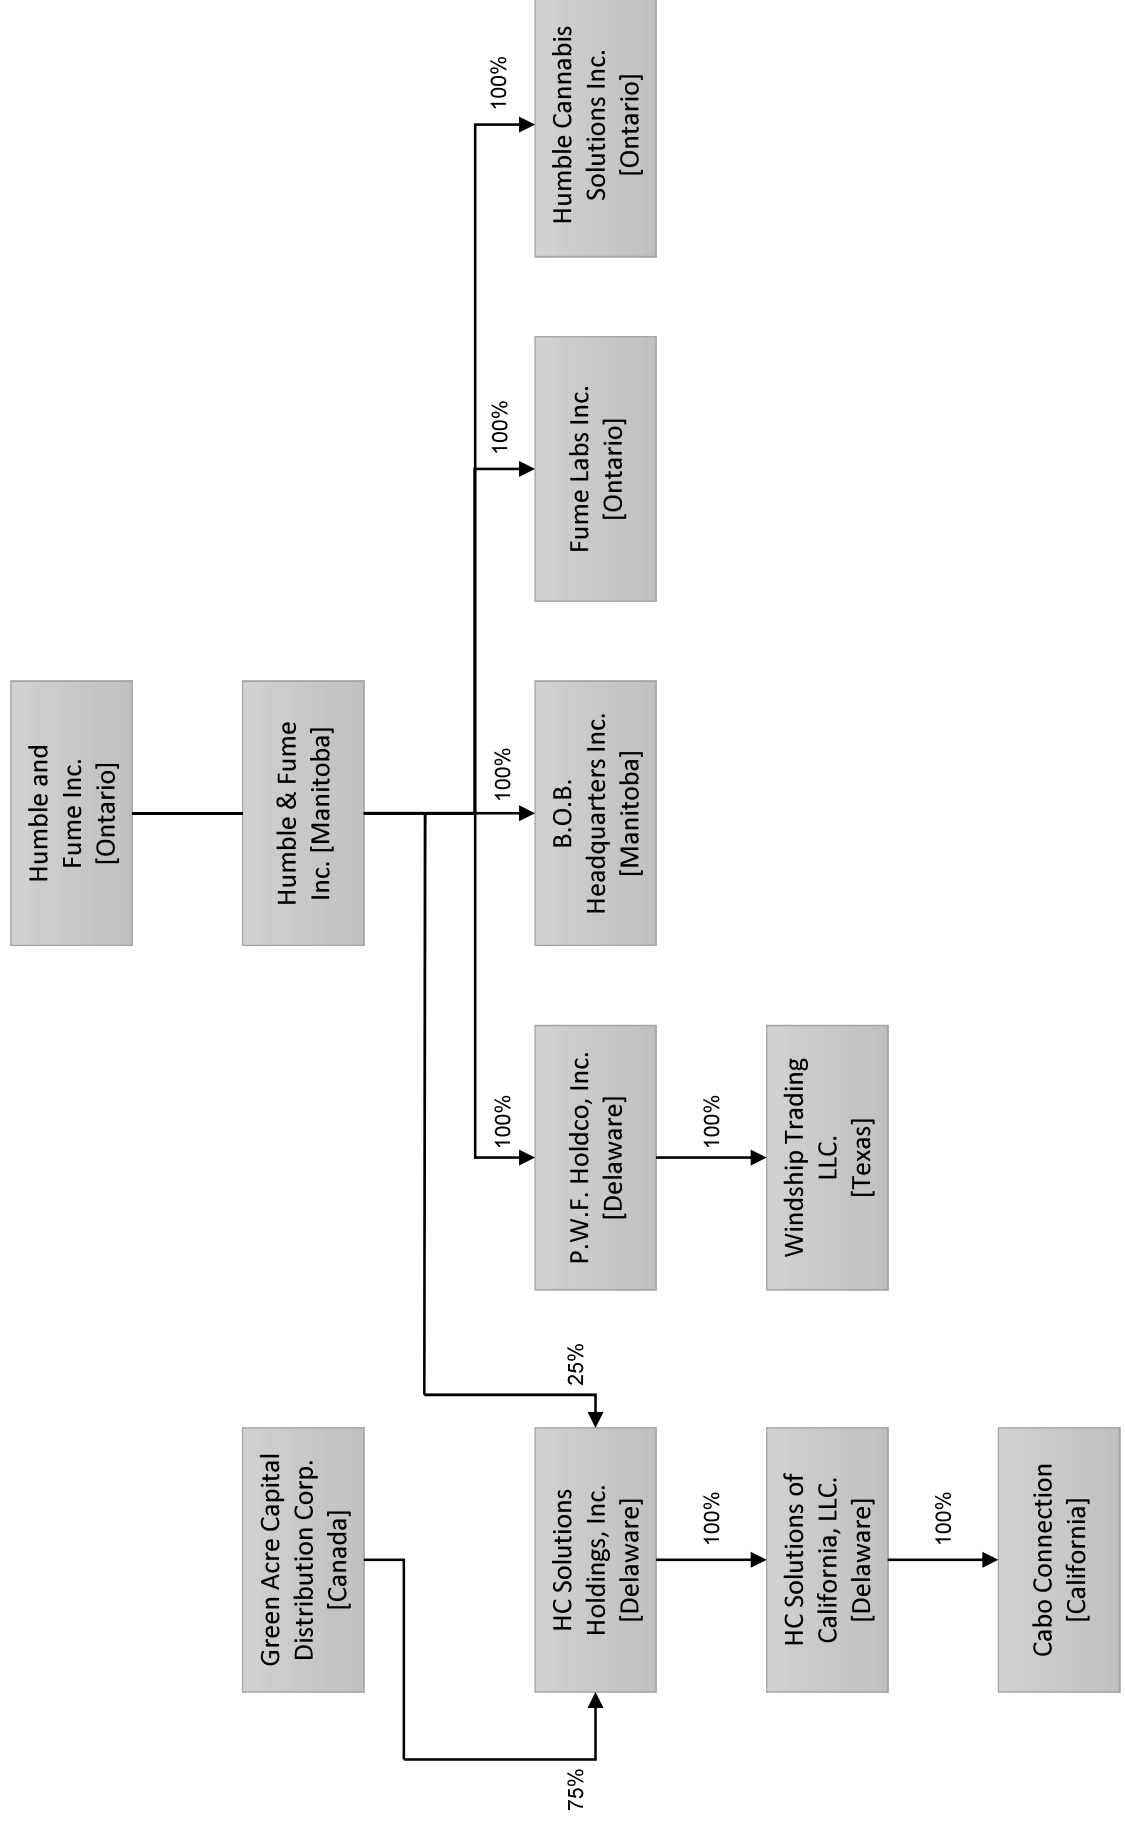 Humble and
Fume Inc.
[Ontario]
Green Acre Capital
Distribution Corp.
[Canada]
Humble & Fume
Inc. [Manitoba]
75%
25%
100%
100%
100%
100%
HC Solutions
Holdings, Inc.
[Delaware]
P.W.F. Holdco, Inc.
[Delaware]
B.O.B.
Headquarters Inc.
[Manitoba]
Fume Labs Inc.
[Ontario]
Humble Cannabis
Solutions Inc.
[Ontario]
100%
100%
HC Solutions of
California, LLC.
[Delaware]
Windship Trading
LLC.
[Texas]
100%
Cabo Connection
[California]